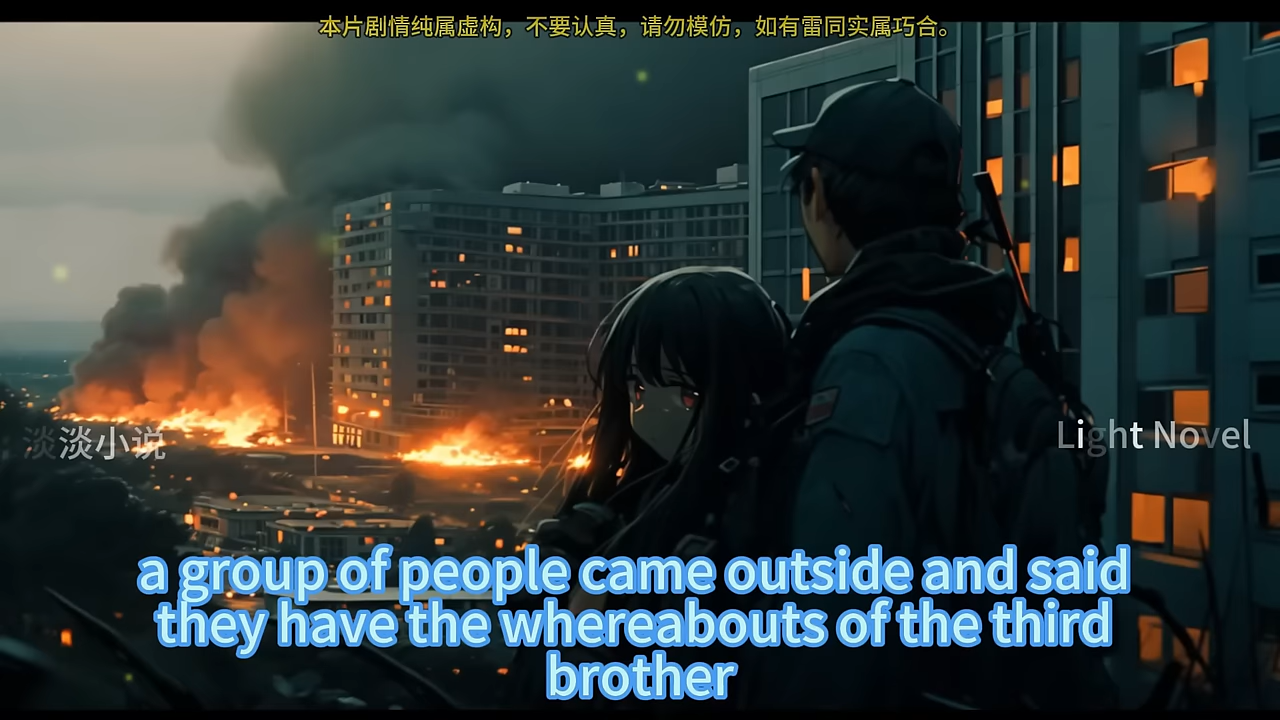 本片剧情纯属虚构，不要认真，请勿模仿，如有雷同实属巧合。
淡淡小说
Light Novel
a group of people came outside and said
they have the whereabouts of the third
brother